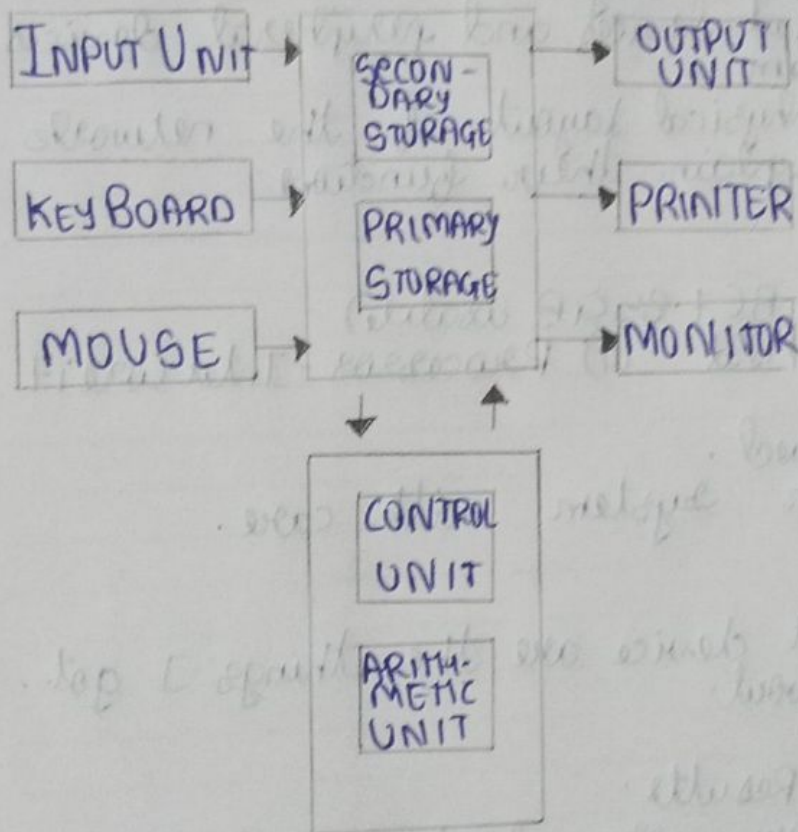 INPUT UNIT
OUTPUT
UNIT
SECON-
DARY
STORAGE
KEYBOARD
PRIMARY
STORAGE
PRINTER
MOUSE
MONITOR
CONTROL
UNIT
ARITH-
METIC
UNIT